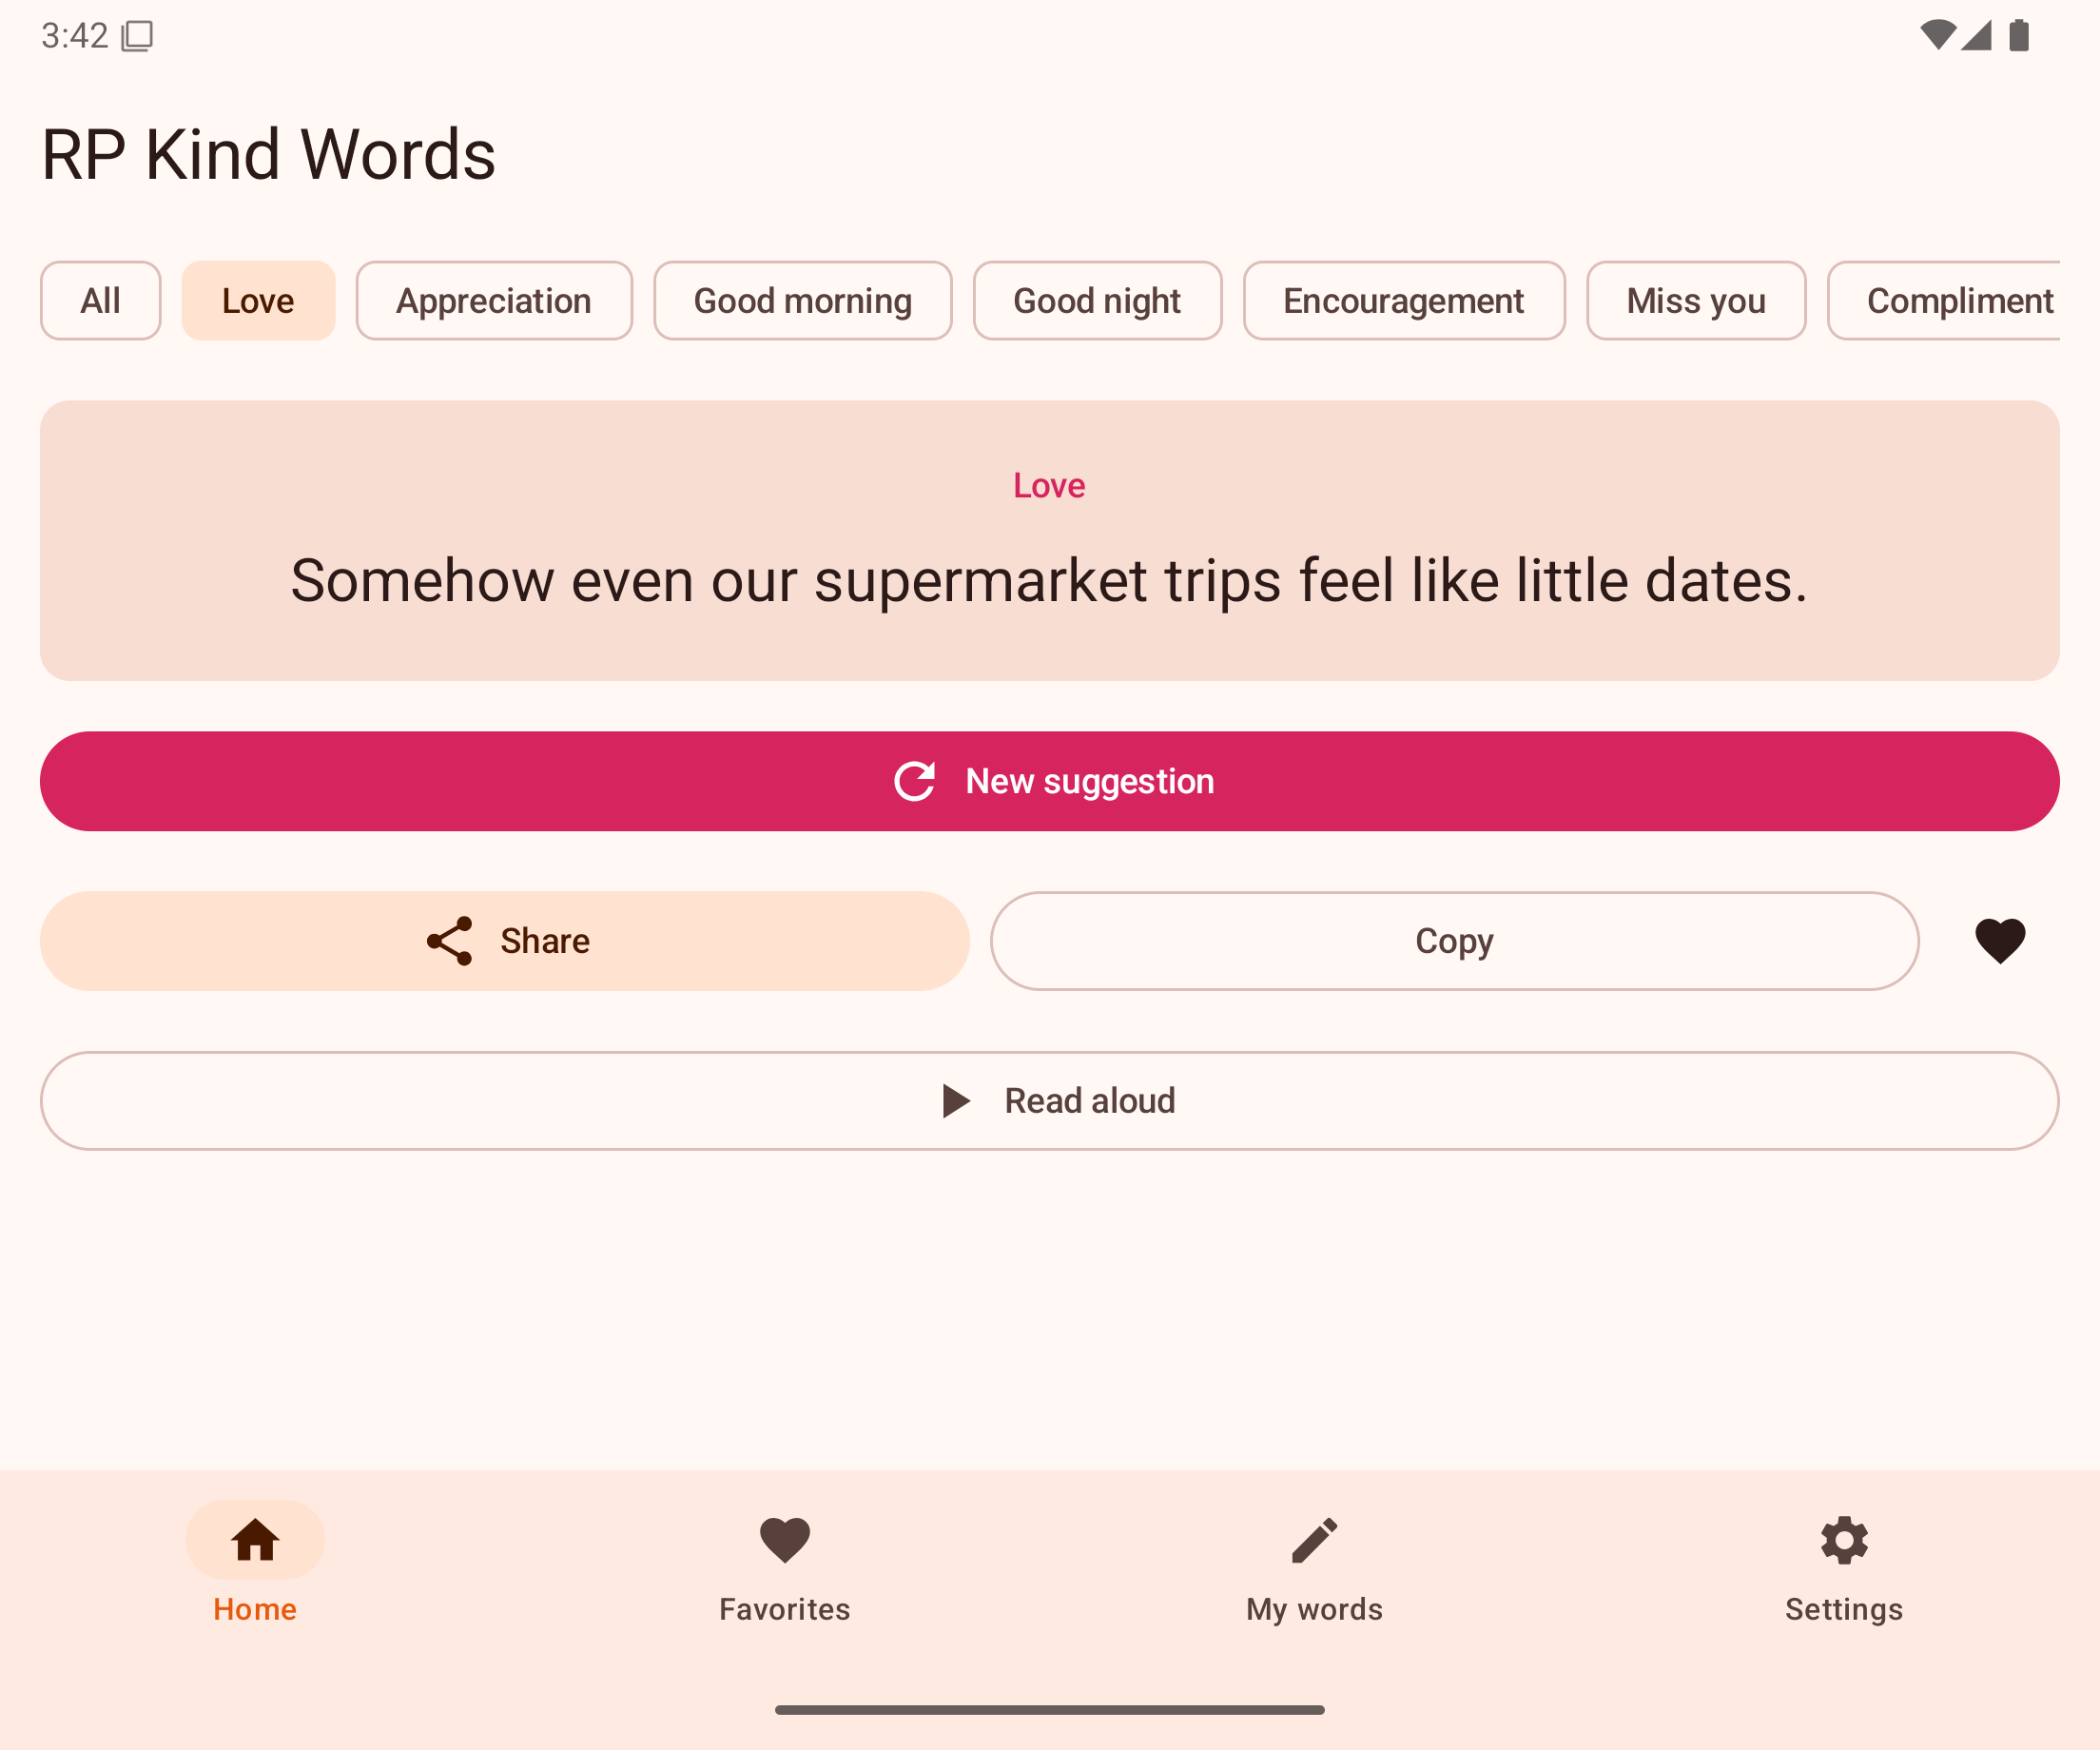 3:42
RP Kind Words
All
Love
Appreciation
Good morning
Good night
Encouragement
Miss you
Compliment
Love
Somehow even our supermarket trips feel like little dates.
New suggestion
Share
Copy
Read aloud
Home
Favorites
My words
Settings